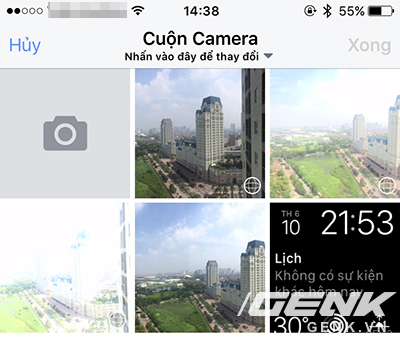 14:38
55%
Hủy
Cuộn Camera
Xong
Nhấn vào đây để thay đổi
TH 6
10
21:53
Lịch
Không có sự kiện
khác hôm nay
30°
GENK
GENK.VN